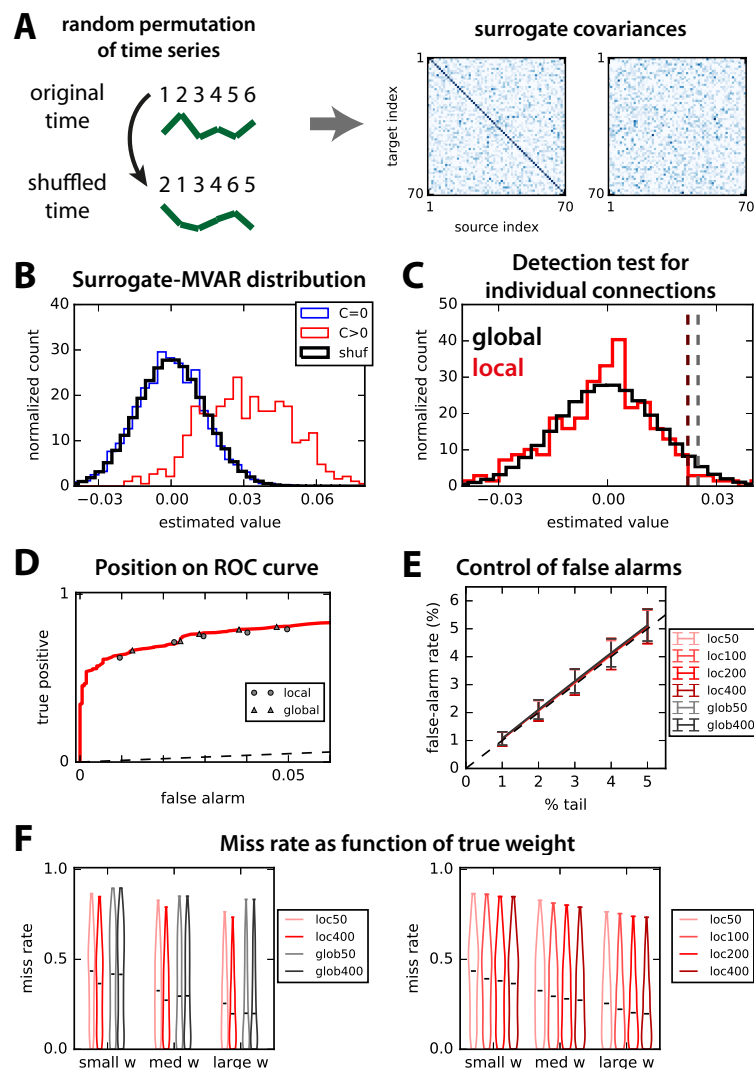 A
random permutation
of time series
original
time
1 2 3 4 5 6
shuffled
time
2 1 3 4 6 5
surrogate covariances
target index
1
70
1
70
source index
1
70
1
70
B
Surrogate-MVAR distribution
normalized count
40
30
20
10
0
−0.03
0.00
0.03
0.06
estimated value
C=0
C>0
shuf
C
Detection test for
individual connections
normalized count
50
40
30
20
10
0
global
local
−0.03
0.00
0.03
estimated value
D
Position on ROC curve
true positive
1
0
0
0.05
false alarm
local
global
E
Control of false alarms
false-alarm rate (%)
6
5
4
3
2
1
0
0
1
2
3
4
5
% tail
loc50
loc100
loc200
loc400
glob50
glob400
F
Miss rate as function of true weight
miss rate
1.0
0.5
0.0
small w
med w
large w
loc50
loc400
glob50
glob400
miss rate
1.0
0.5
0.0
small w
med w
large w
loc50
loc100
loc200
loc400